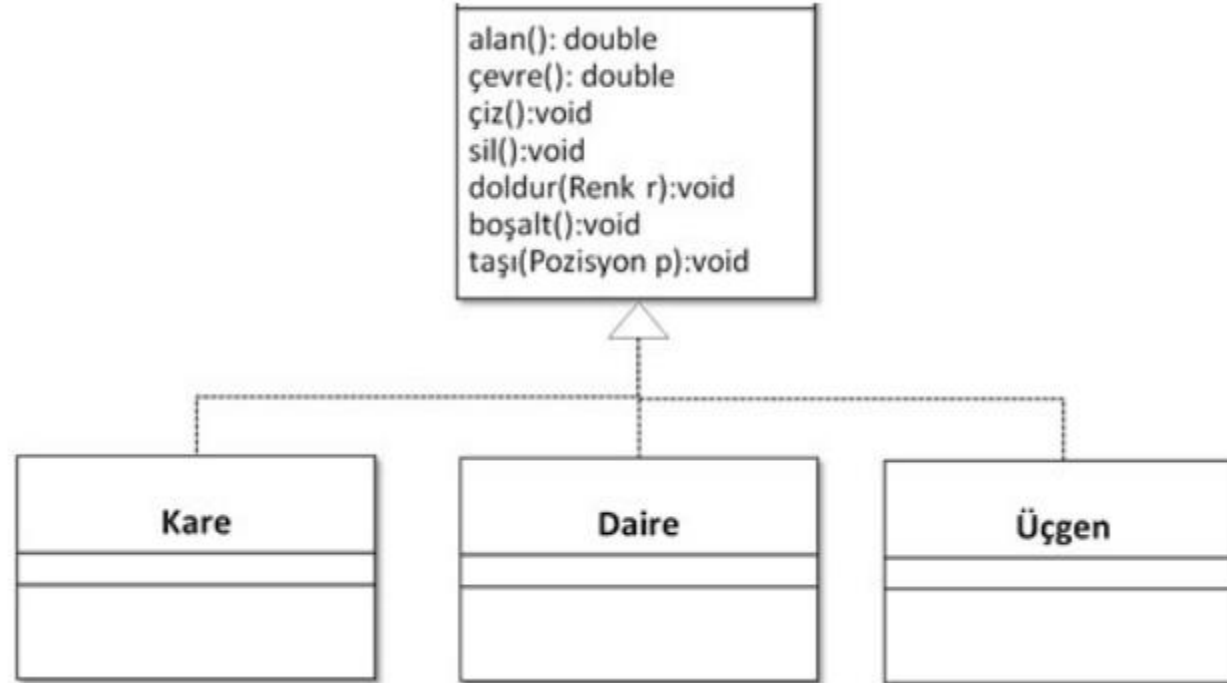 alan(): double
çevre(): double
çiz():void
sil():void
doldur(Renk r):void
boşalt():void
taşı(Pozisyon p):void
Kare
Daire
Üçgen